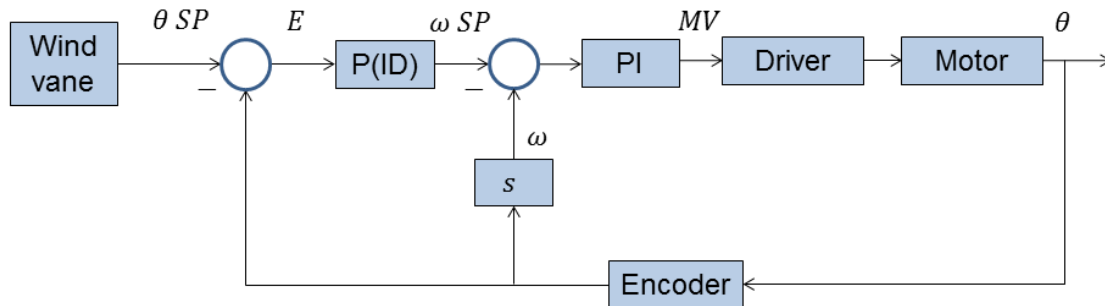 θ SP
E
ω SP
MV
θ
Wind
vane
P(ID)
PI
Driver
Motor
−
−
ω
s
Encoder